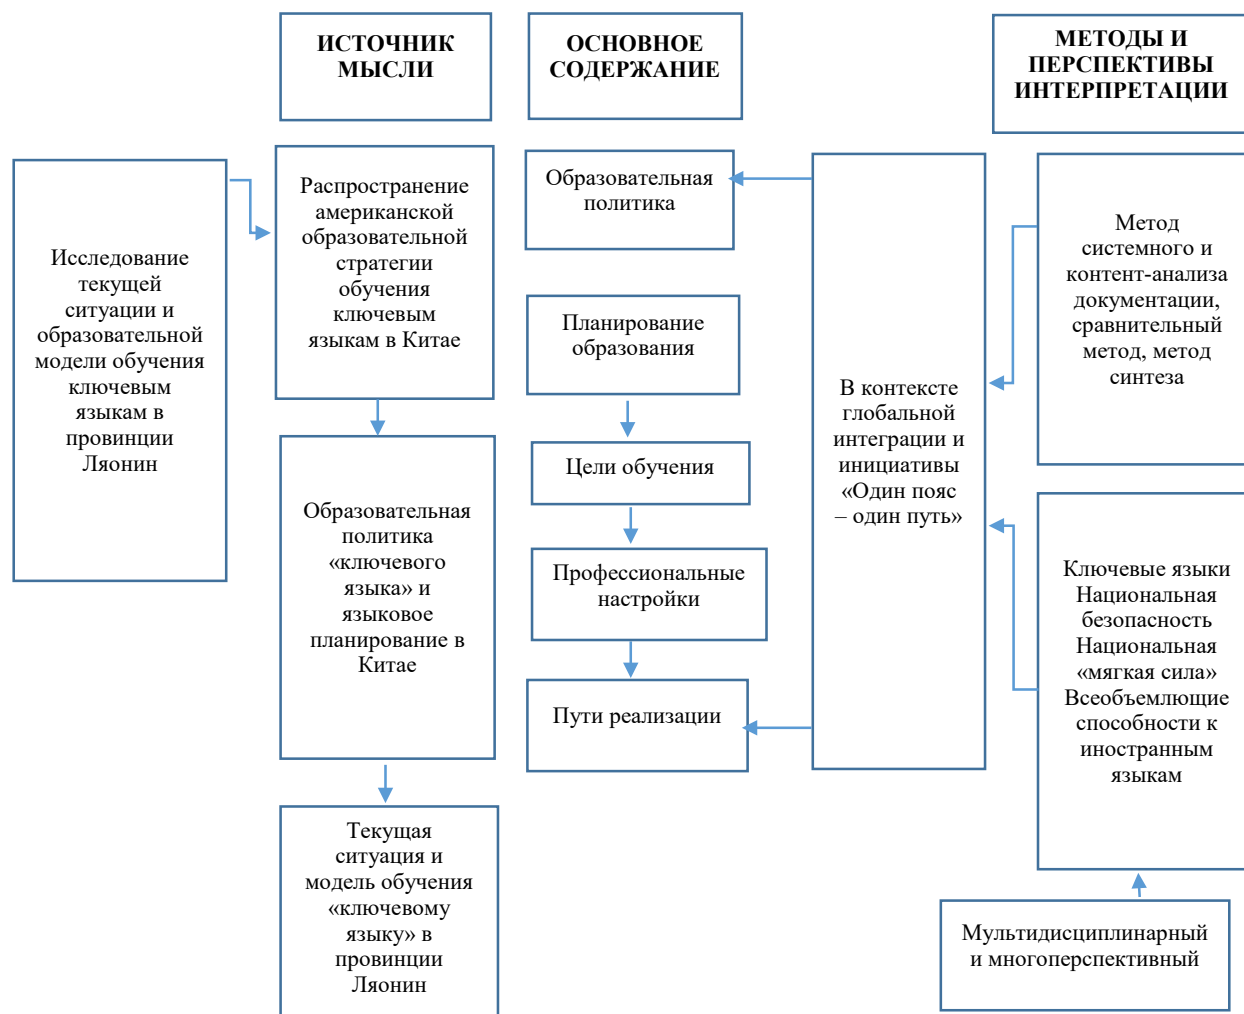 ИСТОЧНИК
МЫСЛИ
ОСНОВНОЕ
СОДЕРЖАНИЕ
МЕТОДЫ И
ПЕРСПЕКТИВЫ
ИНТЕРПРЕТАЦИИ
Исследование
текущей
ситуации и
образовательной
модели обучения
ключевым
языкам в
провинции
Ляонин
Распространение
американской
образовательной
стратегии
обучения
ключевым
языкам в Китае
Образовательная
политика
«ключевого
языка» и
языковое
планирование в
Китае
Текущая
ситуация и
модель обучения
«ключевому
языку» в
провинции
Ляонин
Образовательная
политика
Планирование
образования
Цели обучения
Профессиональные
настройки
Пути реализации
В контексте
глобальной
интеграции и
инициативы
«Один пояс
– один путь»
Метод
системного и
контент-анализа
документации,
сравнительный
метод, метод
синтеза
Ключевые языки
Национальная
безопасность
Национальная
«мягкая сила»
Всеобъемлющие
способности к
иностранным
языкам
Мультидисциплинарный
и многоперспективный